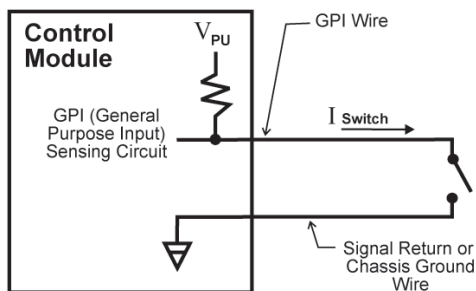 Control
Module
V PU
GPI Wire
GPI (General
Purpose Input)
Sensing Circuit
I Switch
Signal Return or
Chassis Ground
Wire